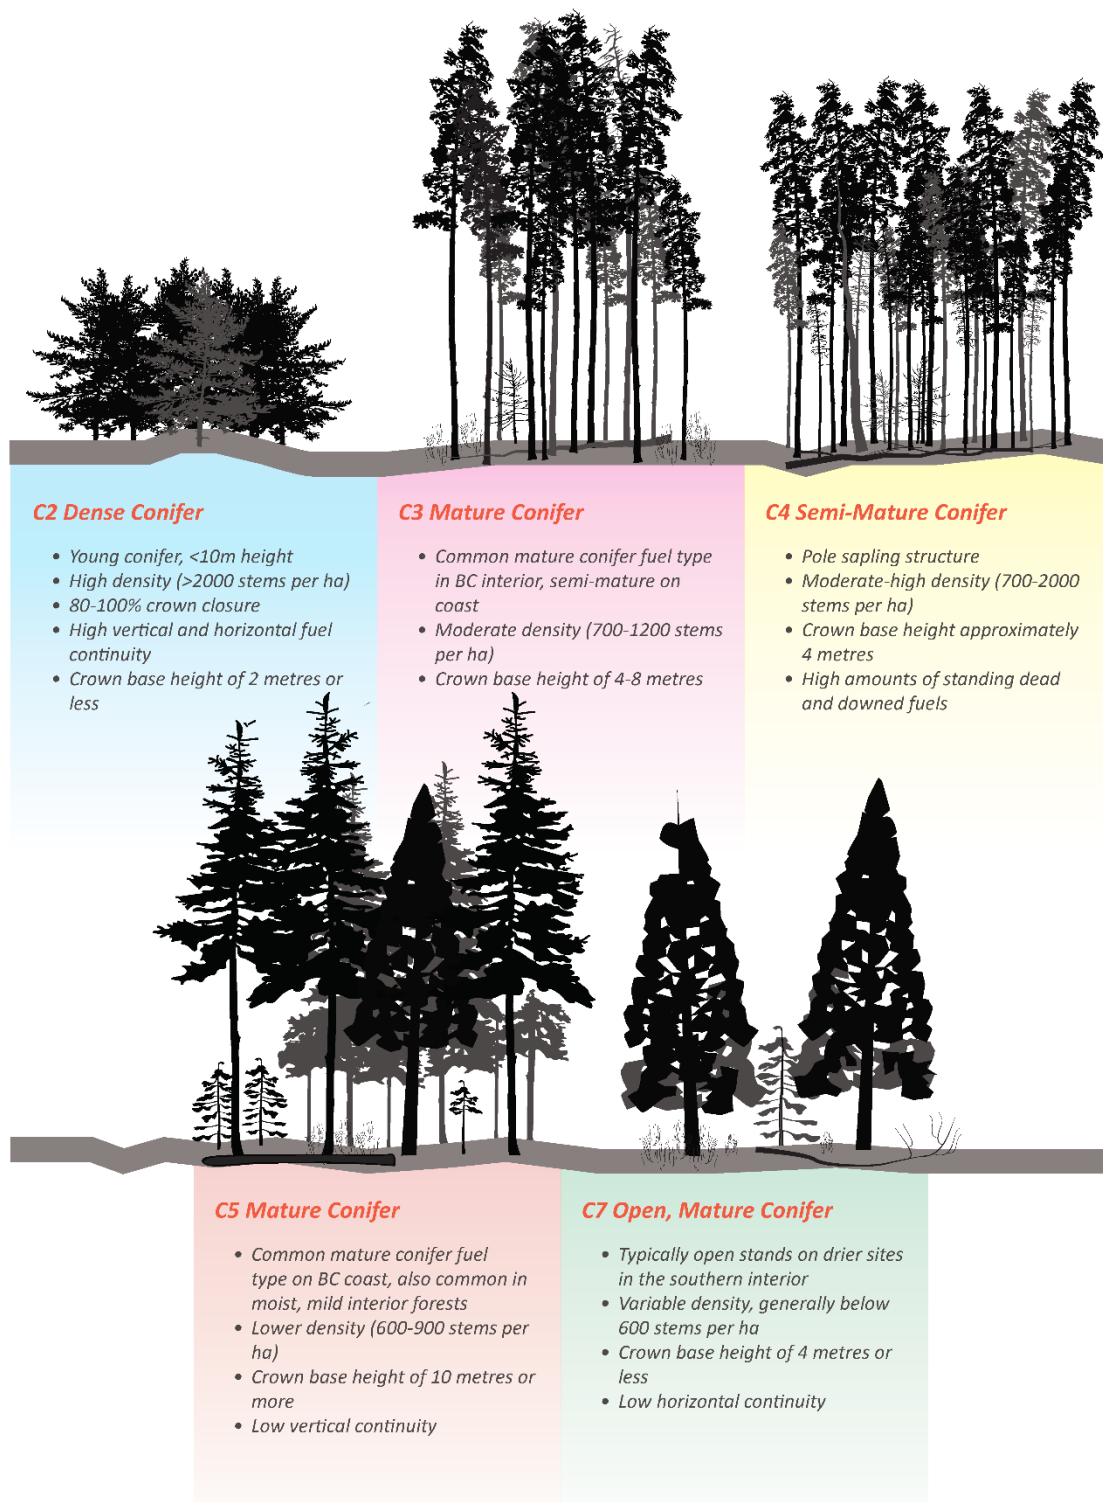 C2 Dense Conifer
• Young conifer, <10m height
• High density (>2000 stems per ha)
• 80-100% crown closure
• High vertical and horizontal fuel
continuity
• Crown base height of 2 metres or
less
C3 Mature Conifer
• Common mature conifer fuel type
in BC interior, semi-mature on
coast
• Moderate density (700-1200 stems
per ha)
• Crown base height of 4-8 metres
C4 Semi-Mature Conifer
• Pole sapling structure
• Moderate-high density (700-2000
stems per ha)
• Crown base height approximately
4 metres
• High amounts of standing dead
and downed fuels
C5 Mature Conifer
• Common mature conifer fuel
type on BC coast, also common in
moist, mild interior forests
• Lower density (600-900 stems per
ha)
• Crown base height of 10 metres or
more
• Low vertical continuity
C7 Open, Mature Conifer
• Typically open stands on drier sites
in the southern interior
• Variable density, generally below
600 stems per ha
• Crown base height of 4 metres or
less
• Low horizontal continuity